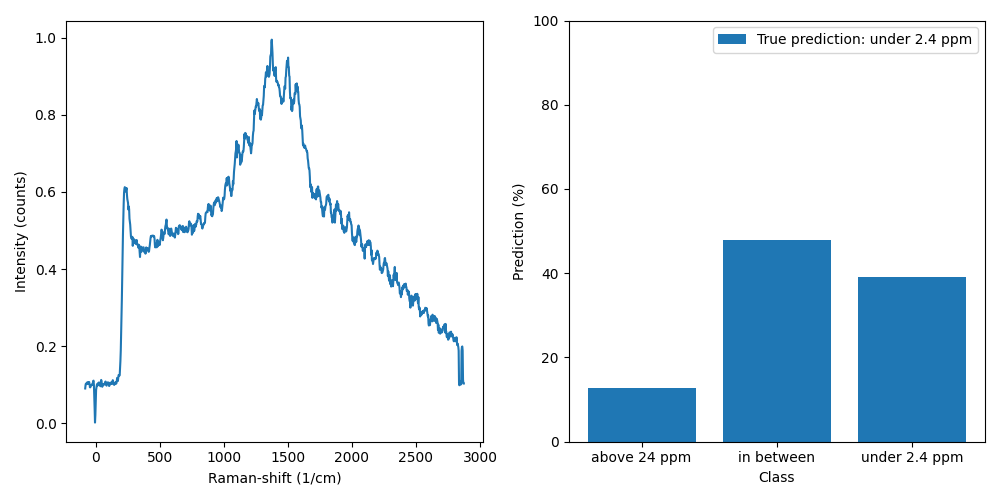 1.0
0.8
0.6
0.4
0.2
0.0
Intensity (counts)
0 500 1000 1500 2000 2500 3000
Raman-shift (1/cm)
100
80
60
40
20
0
Prediction (%)
True prediction: under 2.4 ppm
above 24 ppm in between under 2.4 ppm
Class